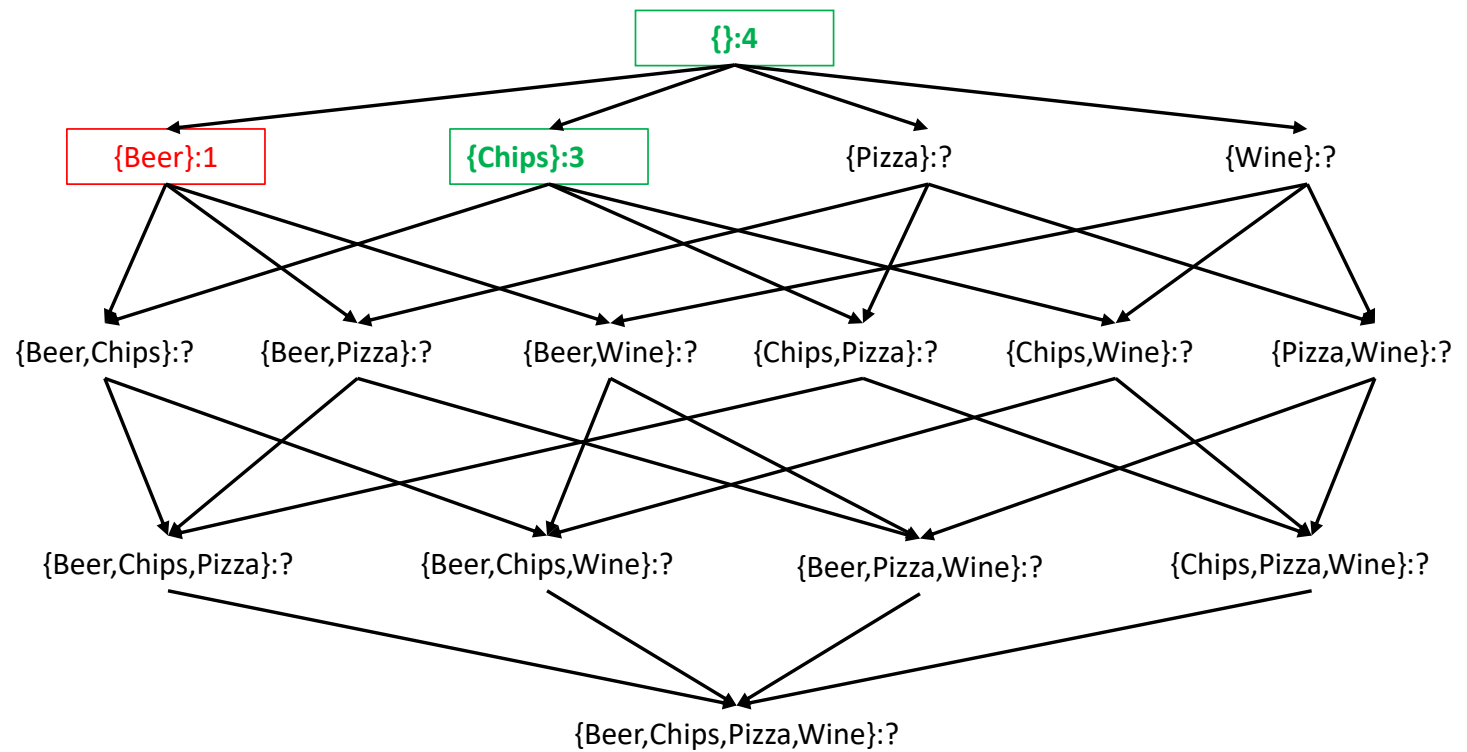 {}:4
{Beer}:1
{Chips}:3
{Pizza}:?
{Wine}:?
{Beer,Chips}:?
{Beer,Pizza}:?
{Beer,Wine}:?
{Chips,Pizza}:?
{Chips,Wine}:?
{Pizza,Wine}:?
{Beer,Chips,Pizza}:?
{Beer,Chips,Wine}:?
{Beer,Pizza,Wine}:?
{Chips,Pizza,Wine}:?
{Beer,Chips,Pizza,Wine}:?